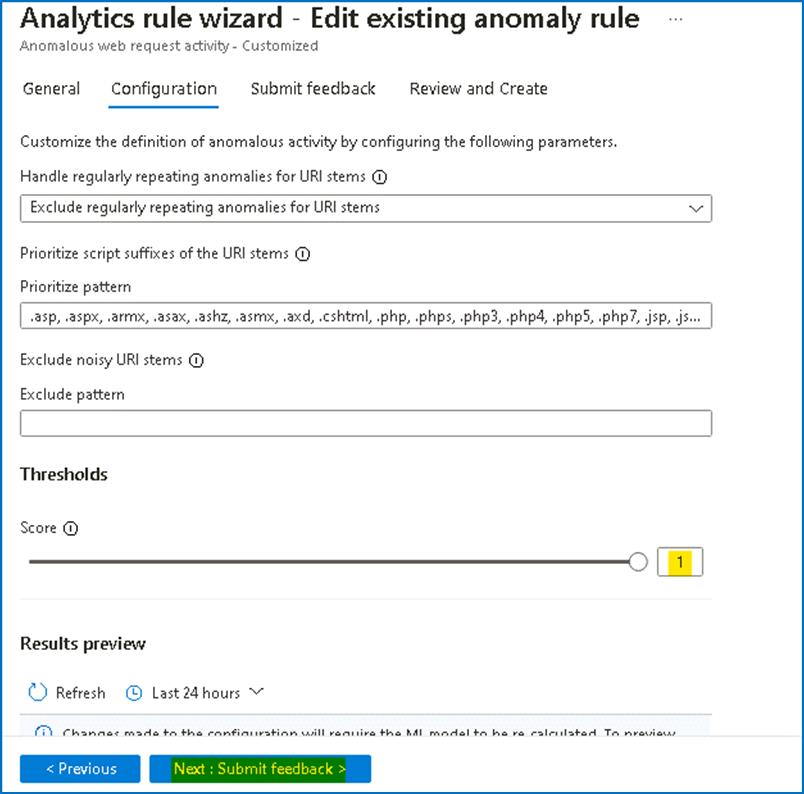 Analytics rule wizard - Edit existing anomaly rule ...
Anomalous web request activity - Customized
General Configuration Submit feedback Review and Create
Customize the definition of anomalous activity by configuring the following parameters.
Handle regularly repeating anomalies for URI stems
Exclude regularly repeating anomalies for URI stems
Prioritize script suffixes of the URI stems
Prioritize pattern
.asp, .aspx, .armx, .asax, .ashz, .asmx, .axd, .cshtml, .php, .phps, .php3, .php4, .php5, .php7, .jsp, .js...
Exclude noisy URI stems
Exclude pattern
Thresholds
Score
1
Results preview
Refresh Last 24 hours
Changes made to the configuration will require the ML model to be re-calculated. To preview
< Previous Next : Submit feedback >